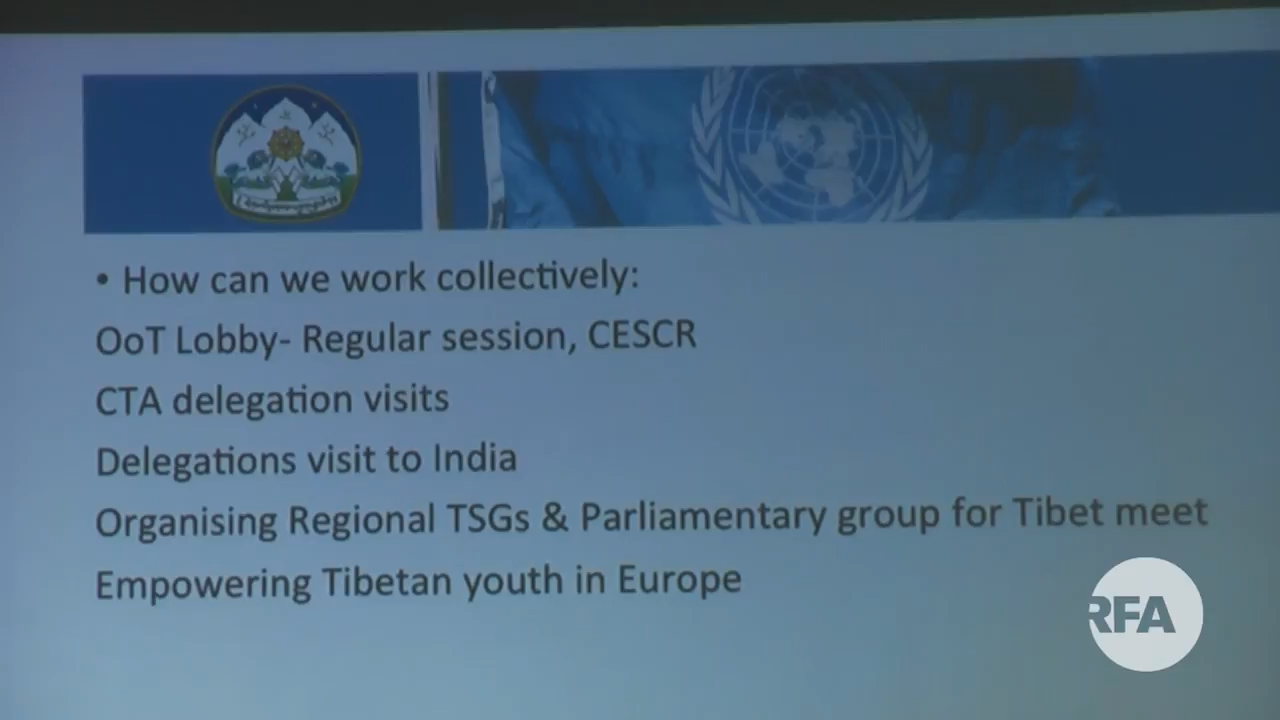 • How can we work collectively:
OoT Lobby- Regular session, CESCR
CTA delegation visits
Delegations visit to India
Organising Regional TSGs & Parliamentary group for Tibet meet
Empowering Tibetan youth in Europe
RFA